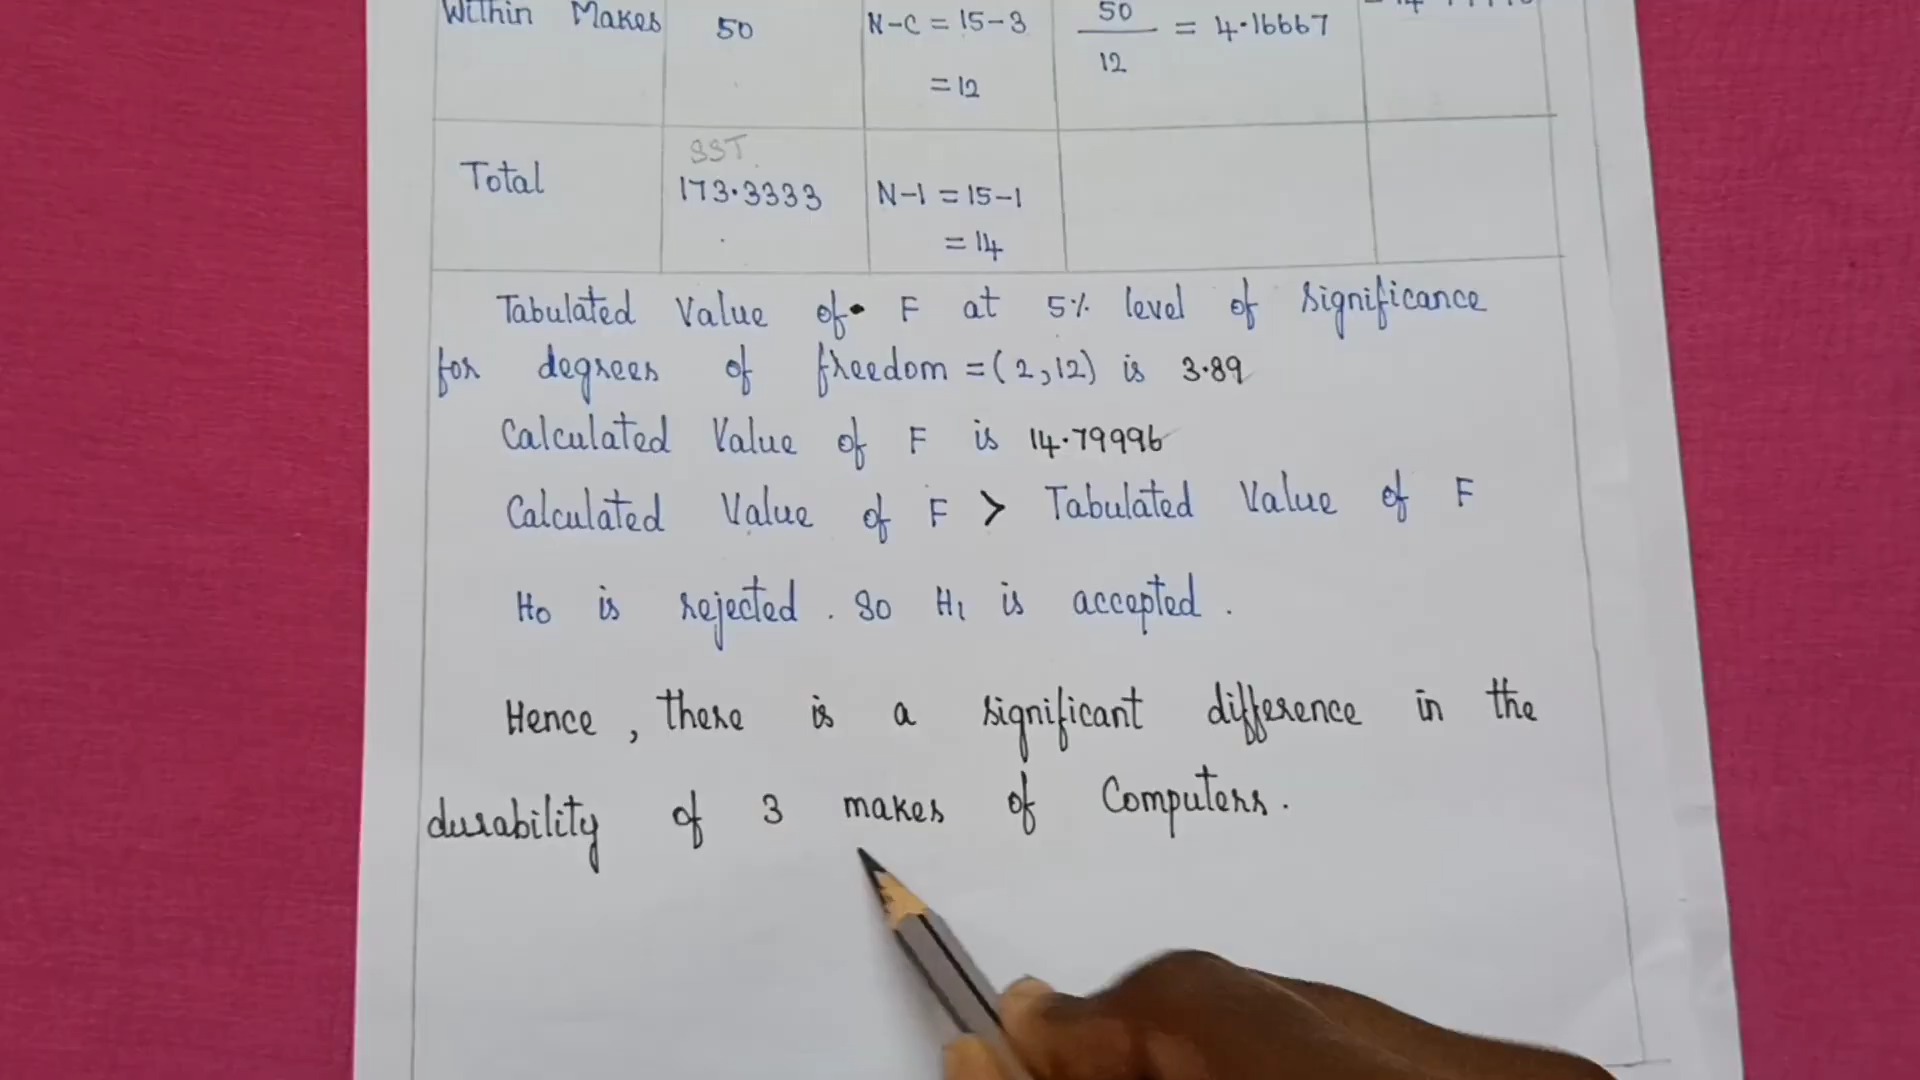 Within Makes 50 N-C = 15-3 50/12 = 4.16667
= 12
SST
Total 173.3333 N-1 = 15-1
= 14
Tabulated Value of F at 5% level of significance
for degrees of freedom = (2,12) is 3.89
Calculated Value of F is 14.79996
Calculated Value of F > Tabulated Value of F
H0 is rejected. So H1 is accepted.
Hence, there is a significant difference in the
durability of 3 makes of Computers.